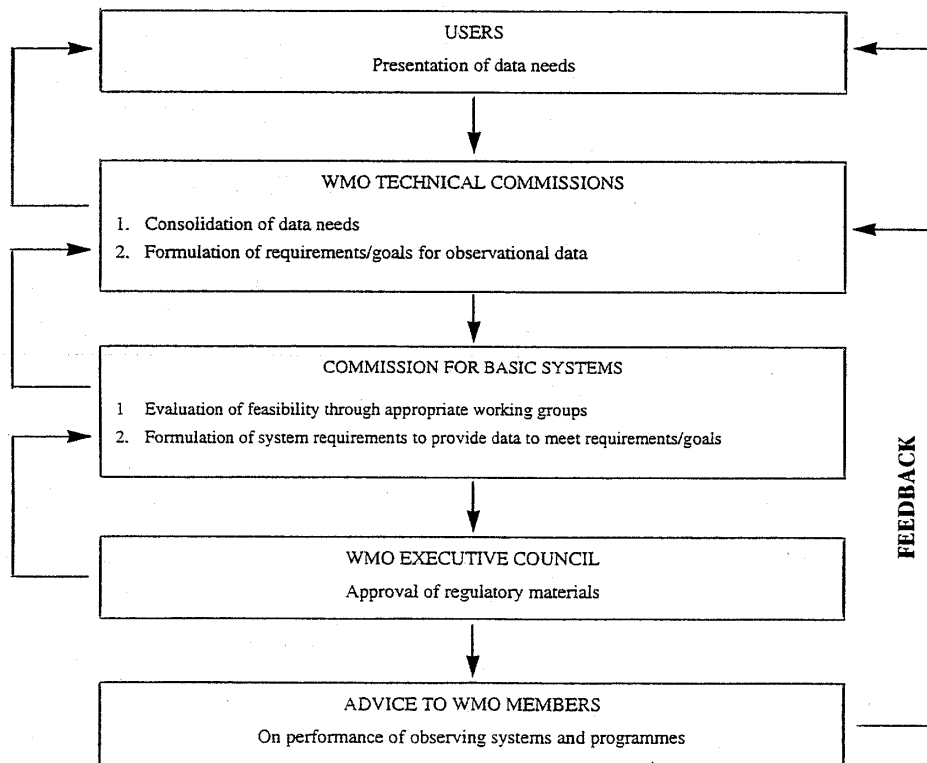 USERS
Presentation of data needs
WMO TECHNICAL COMMISSIONS
1. Consolidation of data needs
2. Formulation of requirements/goals for observational data
COMMISSION FOR BASIC SYSTEMS
1 Evaluation of feasibility through appropriate working groups
2. Formulation of system requirements to provide data to meet requirements/goals
WMO EXECUTIVE COUNCIL
Approval of regulatory materials
ADVICE TO WMO MEMBERS
On performance of observing systems and programmes
FEEDBACK